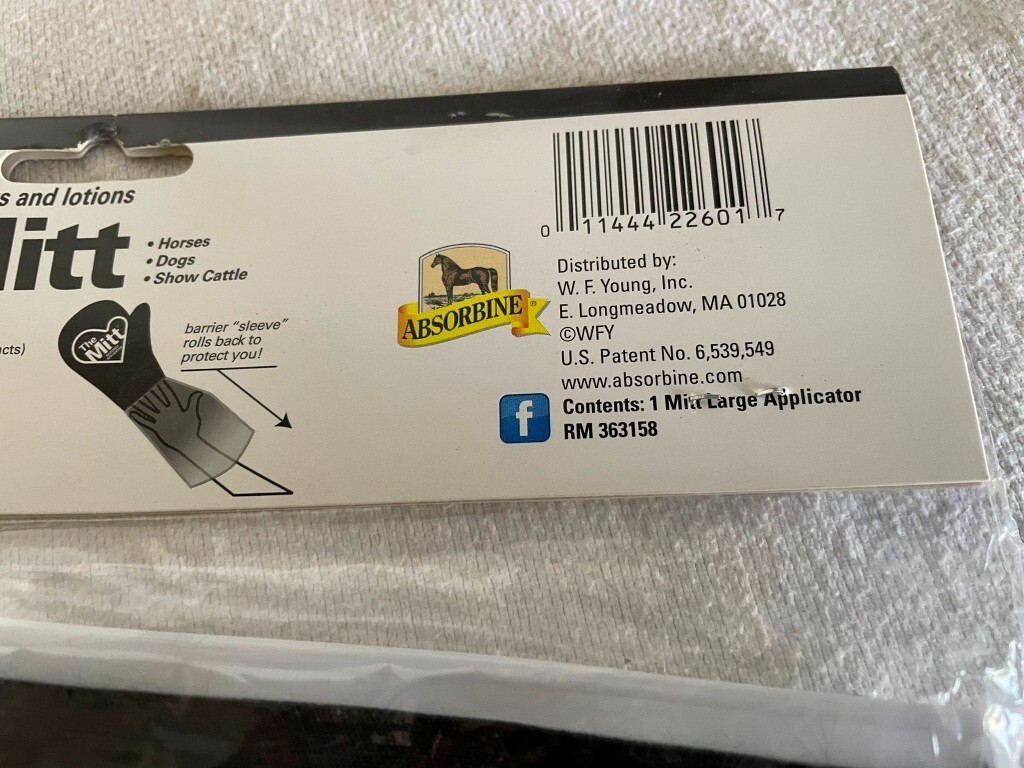 s and lotions
Mitt
• Horses
• Dogs
• Show Cattle
The
Mitt
barrier "sleeve"
rolls back to
protect you!
ucts)
ABSORBINE®
0 11444 22601 7
Distributed by:
W. F. Young, Inc.
E. Longmeadow, MA 01028
©WFY
U.S. Patent No. 6,539,549
www.absorbine.com
f
Contents: 1 Mitt Large Applicator
RM 363158